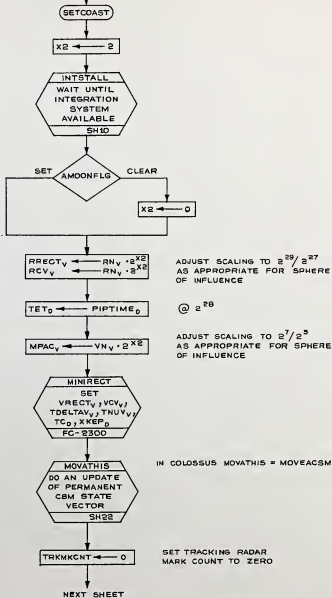 SETCOAST
X2 ← 2
INTSTALL
WAIT UNTIL
INTEGRATION
SYSTEM
AVAILABLE
SH10
SET
AMOONFLG
CLEAR
X2 ← 0
RRECTV ← RNV · 2^X2
RCVV ← RNV · 2^X2
ADJUST SCALING TO 2^29/2^27
AS APPROPRIATE FOR SPHERE
OF INFLUENCE
TETD ← PIPTIMED
@ 2^28
MPACV ← VNV · 2^X2
ADJUST SCALING TO 2^7/2^5
AS APPROPRIATE FOR SPHERE
OF INFLUENCE
MINIRECT
SET
VRECTV, VCVV,
TDELTAVV, TNUVV,
TCD, XKEPD
FC-2300
MOVATHIS
IN COLOSSUS MOVATHIS = MOVEACSM
DO AN UPDATE
OF PERMANENT
CSM STATE
VECTOR
SH22
TRKMKCNT ← 0
SET TRACKING RADAR
MARK COUNT TO ZERO
NEXT SHEET